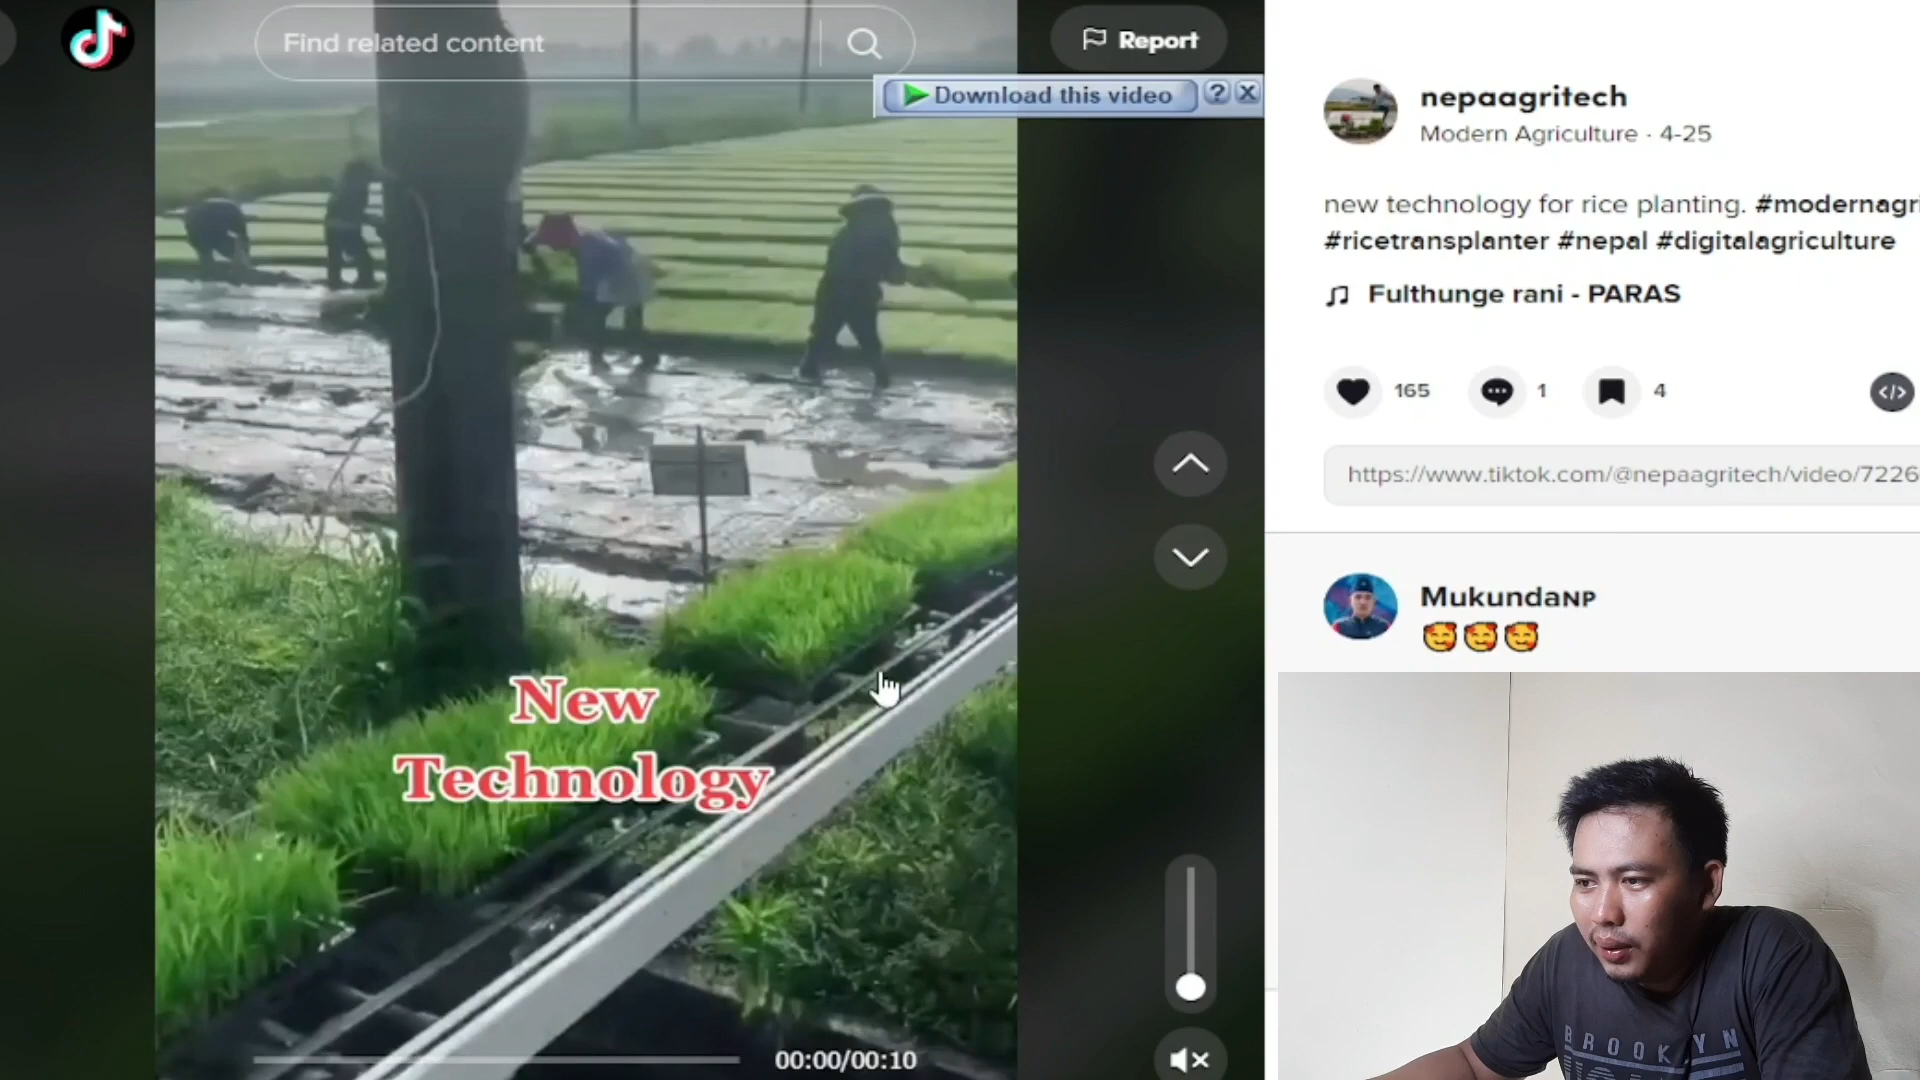 Find related content
Report
Download this video
? X
nepaagritech
Modern Agriculture · 4-25
new technology for rice planting. #modernagri
#ricetransplanter #nepal #digitalagriculture
Fulthunge rani - PARAS
165
1
4
</>
https://www.tiktok.com/@nepaagritech/video/7226
MukundaNP
New
Technology
00:00/00:10
BROOKLYN